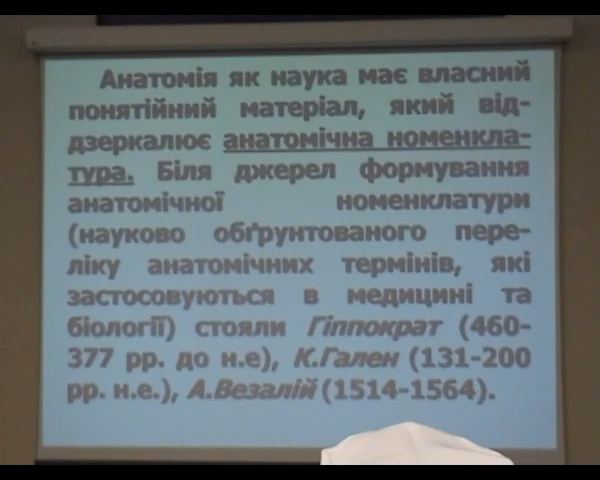 Анатомія як наука має власний
понятійний матеріал, який від-
дзеркалює анатомічна номенкла-
тура. Біля джерел формування
анатомічної номенклатури
(науково обґрунтованого пере-
ліку анатомічних термінів, які
застосовуються в медицині та
біології) стояли Гіппократ (460-
377 рр. до н.е), К.Гален (131-200
рр. н.е.), А.Везалій (1514-1564).